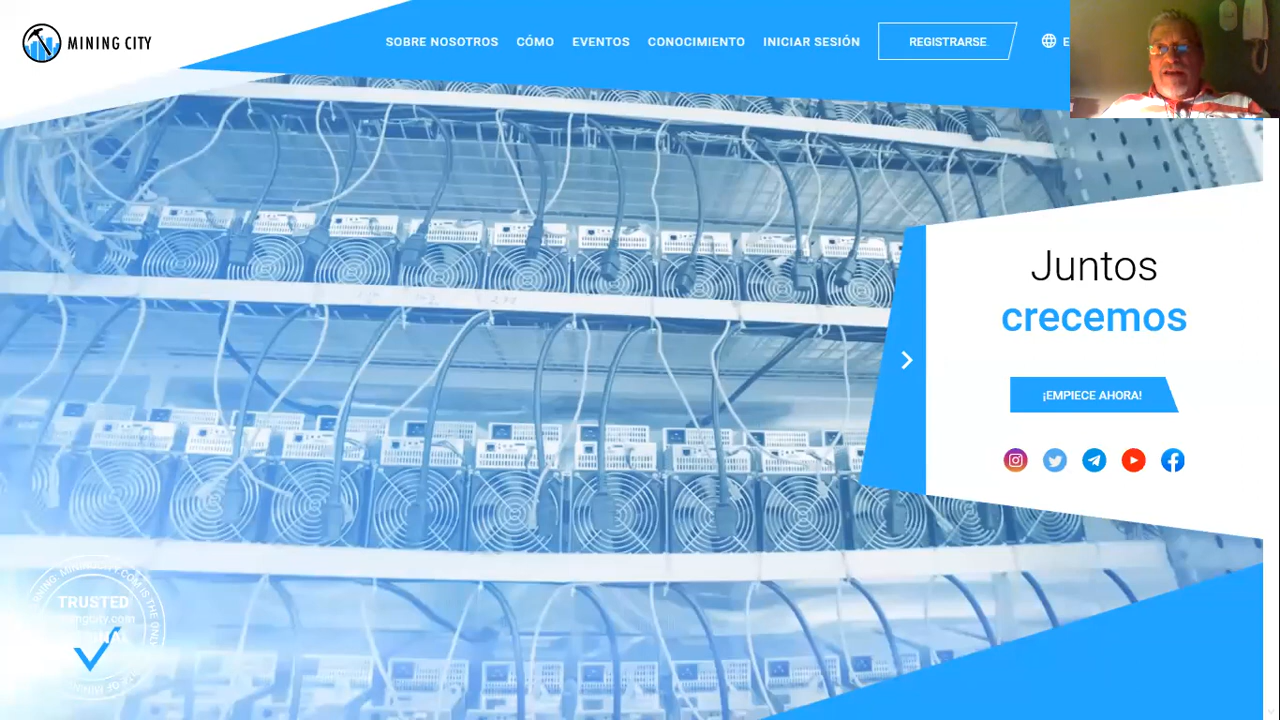 MINING CITY
SOBRE NOSOTROS
CÓMO
EVENTOS
CONOCIMIENTO
INICIAR SESIÓN
REGISTRARSE
E
Juntos
crecemos
¡EMPIECE AHORA!
TRUSTED